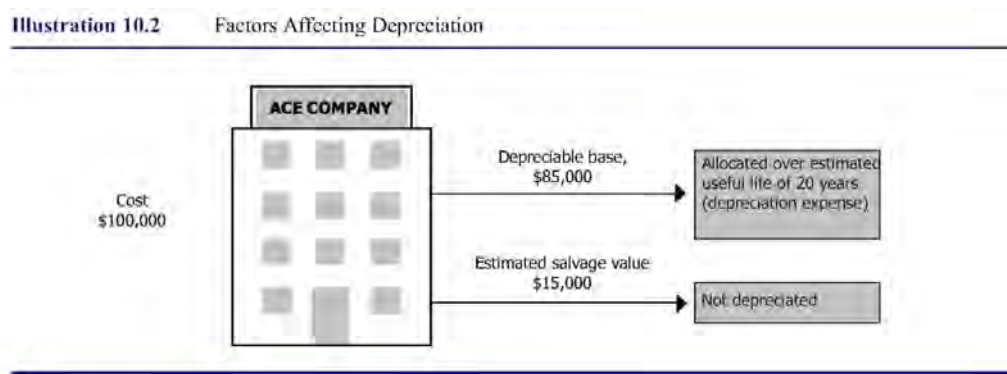 Illustration 10.2 Factors Affecting Depreciation
ACE COMPANY
Cost
$100,000
Depreciable base,
$85,000
Allocated over estimated
useful life of 20 years
(depreciation expense)
Estimated salvage value
$15,000
Not depreciated